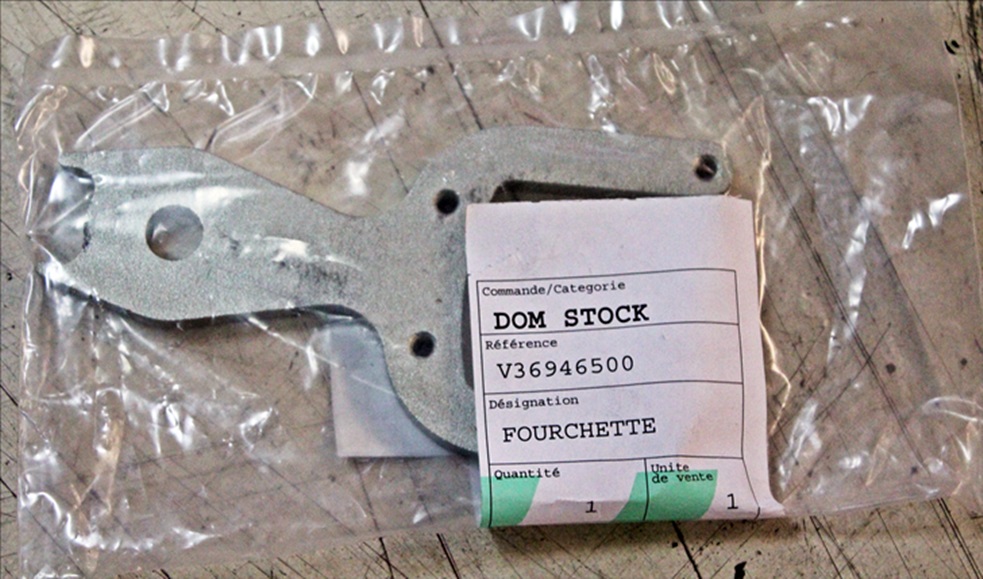 Commande/Categorie
DOM STOCK
Référence
V36946500
Désignation
FOURCHETTE
Quantité
1
Unite
de vente
1